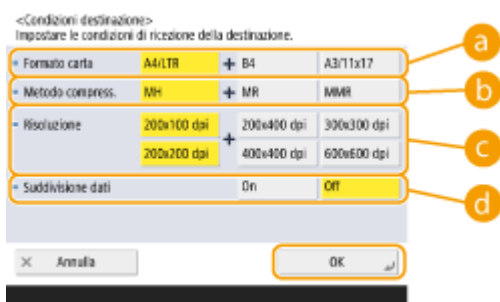 <Condizioni destinazione>
Impostare le condizioni di ricezione della destinazione.
Formato carta A4/LTR + B4 A3/11x17 a
Metodo compress. MH + MR MMR b
Risoluzione 200x100 dpi 200x400 dpi 300x300 dpi
+ c
200x200 dpi 400x400 dpi 600x600 dpi
Suddivisione dati On Off d
× Annulla OK